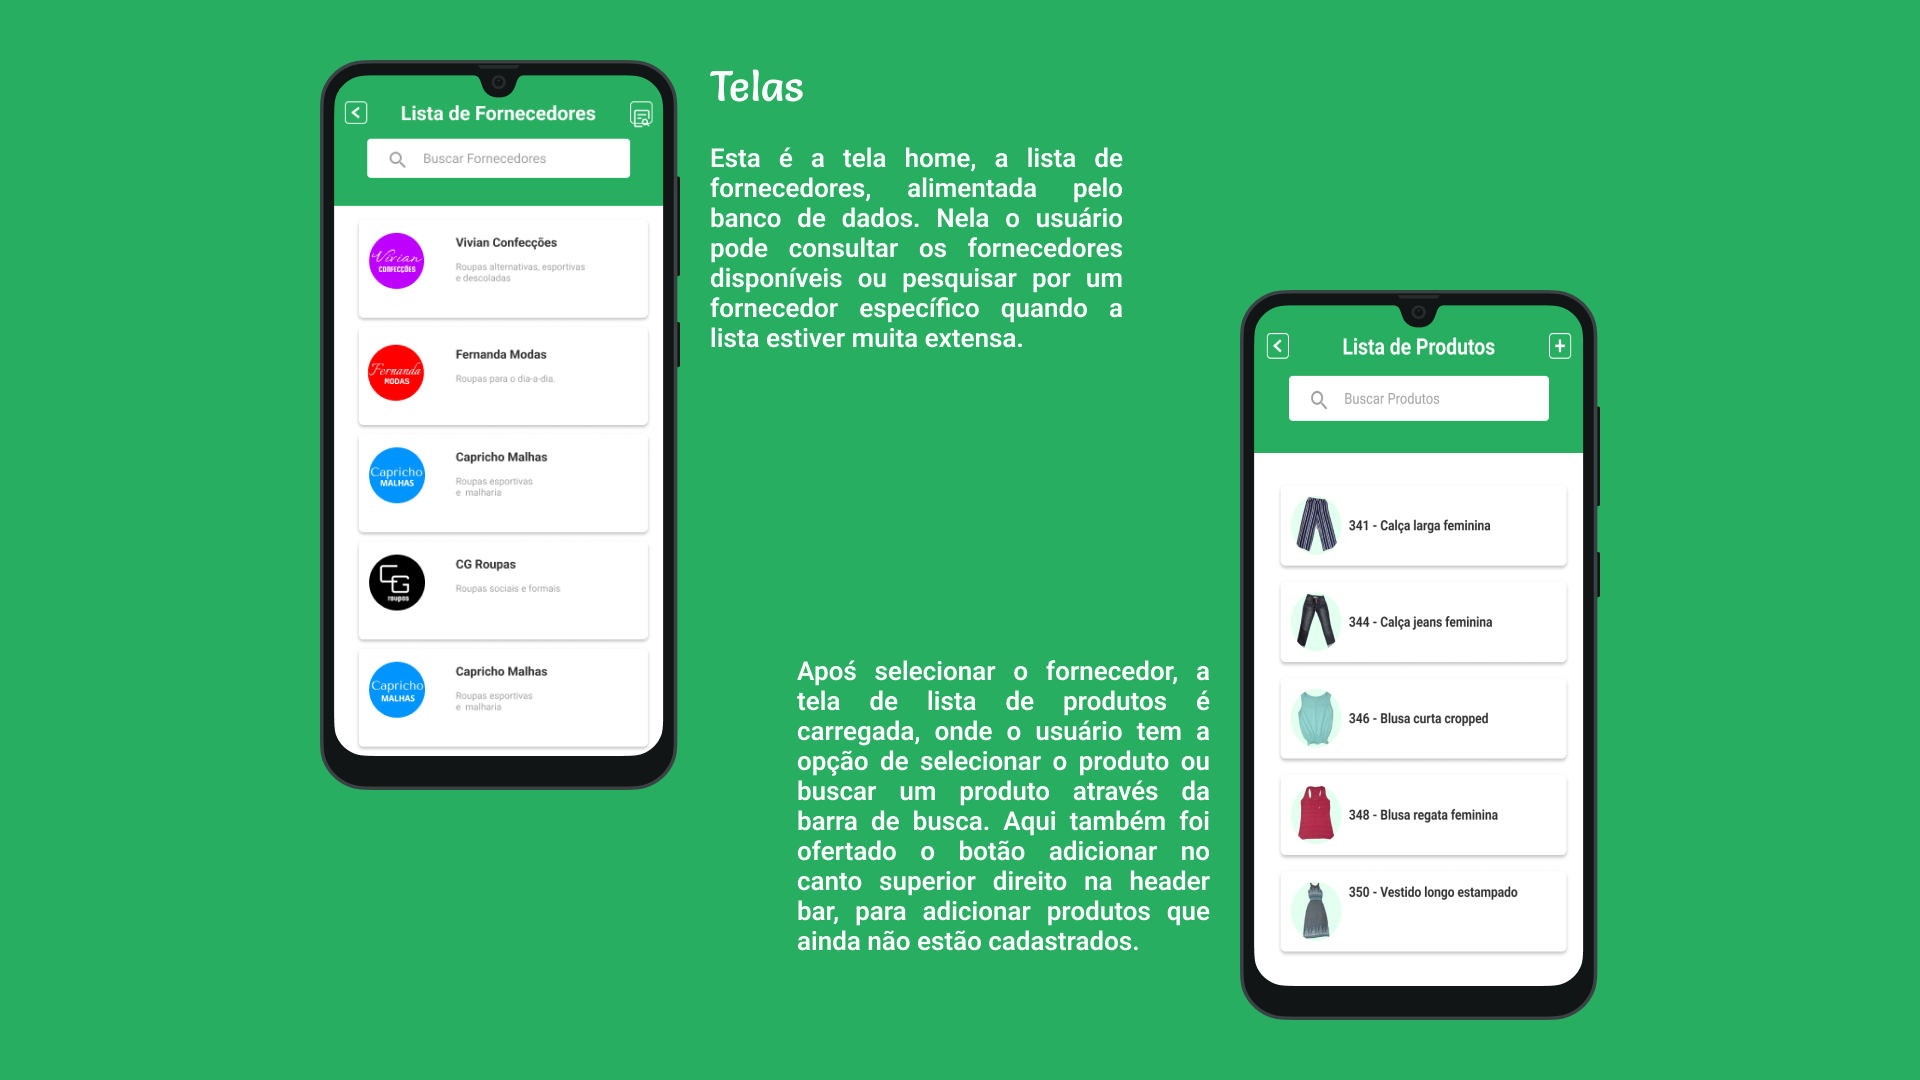 Telas
Esta é a tela home, a lista de
fornecedores, alimentada pelo
banco de dados. Nela o usuário
pode consultar os fornecedores
disponíveis ou pesquisar por um
fornecedor específico quando a
lista estiver muita extensa.
Lista de Fornecedores
Buscar Fornecedores
Vivian
CONFECÇÕES
Vivian Confecções
Roupas alternativas, esportivas
e descoladas
Fernanda
MODAS
Fernanda Modas
Roupas para o dia-a-dia.
Capricho
MALHAS
Capricho Malhas
Roupas esportivas
e malharia
CG
roupas
CG Roupas
Roupas sociais e formais
Capricho
MALHAS
Capricho Malhas
Roupas esportivas
e malharia
Apoś selecionar o fornecedor, a
tela de lista de produtos é
carregada, onde o usuário tem a
opção de selecionar o produto ou
buscar um produto através da
barra de busca. Aqui também foi
ofertado o botão adicionar no
canto superior direito na header
bar, para adicionar produtos que
ainda não estão cadastrados.
Lista de Produtos
Buscar Produtos
341 - Calça larga feminina
344 - Calça jeans feminina
346 - Blusa curta cropped
348 - Blusa regata feminina
350 - Vestido longo estampado